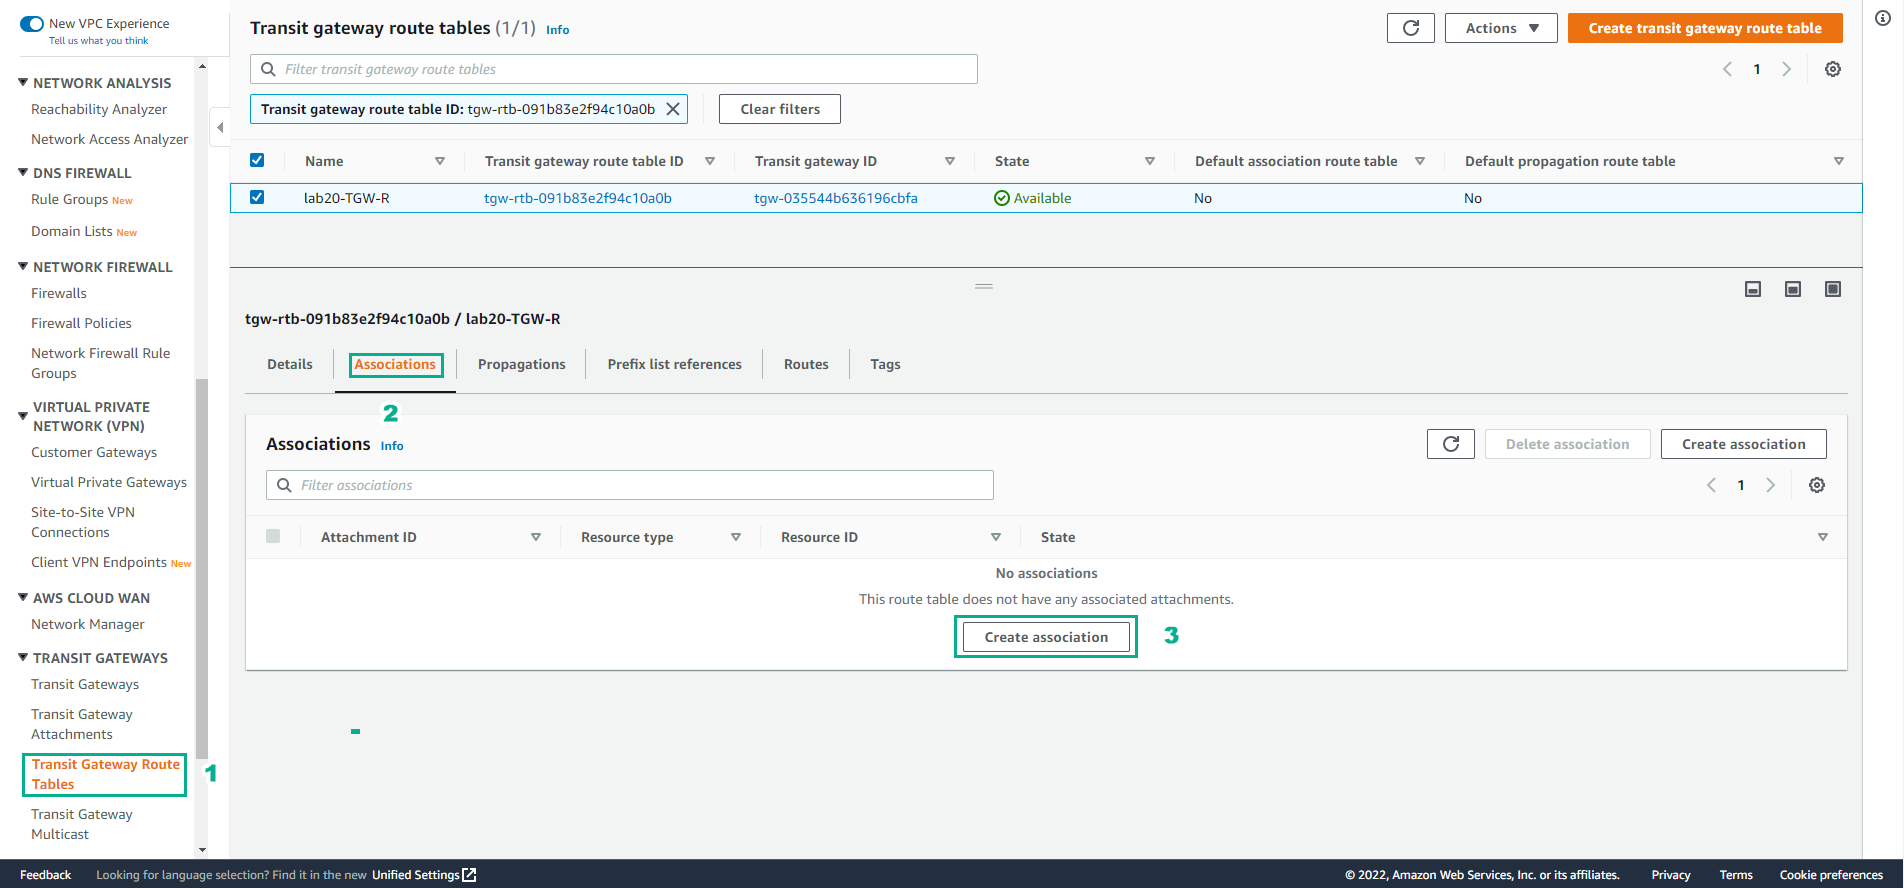 New VPC Experience
Tell us what you think
NETWORK ANALYSIS
Reachability Analyzer
Network Access Analyzer
DNS FIREWALL
Rule Groups New
Domain Lists New
NETWORK FIREWALL
Firewalls
Firewall Policies
Network Firewall Rule
Groups
VIRTUAL PRIVATE
NETWORK (VPN)
Customer Gateways
Virtual Private Gateways
Site-to-Site VPN
Connections
Client VPN Endpoints New
AWS CLOUD WAN
Network Manager
TRANSIT GATEWAYS
Transit Gateways
Transit Gateway
Attachments
Transit Gateway Route
Tables
1
Transit Gateway
Multicast
Transit gateway route tables (1/1) Info
Actions
Create transit gateway route table
Filter transit gateway route tables
1
Transit gateway route table ID: tgw-rtb-091b83e2f94c10a0b
Clear filters
Name Transit gateway route table ID Transit gateway ID State Default association route table Default propagation route table
lab20-TGW-R tgw-rtb-091b83e2f94c10a0b tgw-035544b636196cbfa Available No No
tgw-rtb-091b83e2f94c10a0b / lab20-TGW-R
Details Associations Propagations Prefix list references Routes Tags
2
Associations Info
Delete association Create association
Filter associations
1
Attachment ID Resource type Resource ID State
No associations
This route table does not have any associated attachments.
Create association 3
Feedback Looking for language selection? Find it in the new Unified Settings © 2022, Amazon Web Services, Inc. or its affiliates. Privacy Terms Cookie preferences